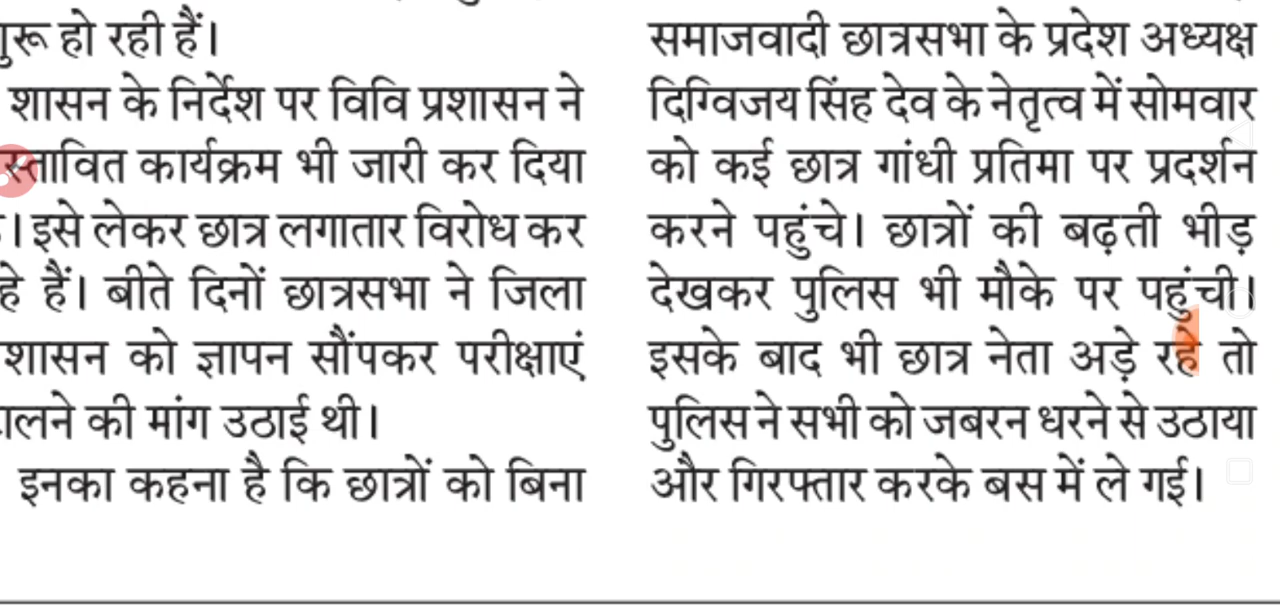 शुरू हो रही हैं।
शासन के निर्देश पर विवि प्रशासन ने
कार्यक्रम भी जारी कर दिया
। इसे लेकर छात्र लगातार विरोध कर
हैं। बीते दिनों छात्रसभा ने जिला
को ज्ञापन सौंपकर परीक्षाएं
की मांग उठाई थी।
इनका कहना है कि छात्रों को बिना
समाजवादी छात्रसभा के प्रदेश अध्यक्ष
दिग्विजय सिंह देव के नेतृत्व में सोमवार
को कई छात्र गांधी प्रतिमा पर प्रदर्शन
करने पहुंचे। छात्रों की बढ़ती भीड़
देखकर पुलिस भी मौके पर पहुंची।
इसके बाद भी छात्र नेता अड़े रहे तो
पुलिस ने सभी को जबरन धरने से उठाया
और गिरफ्तार करके बस में ले गई।